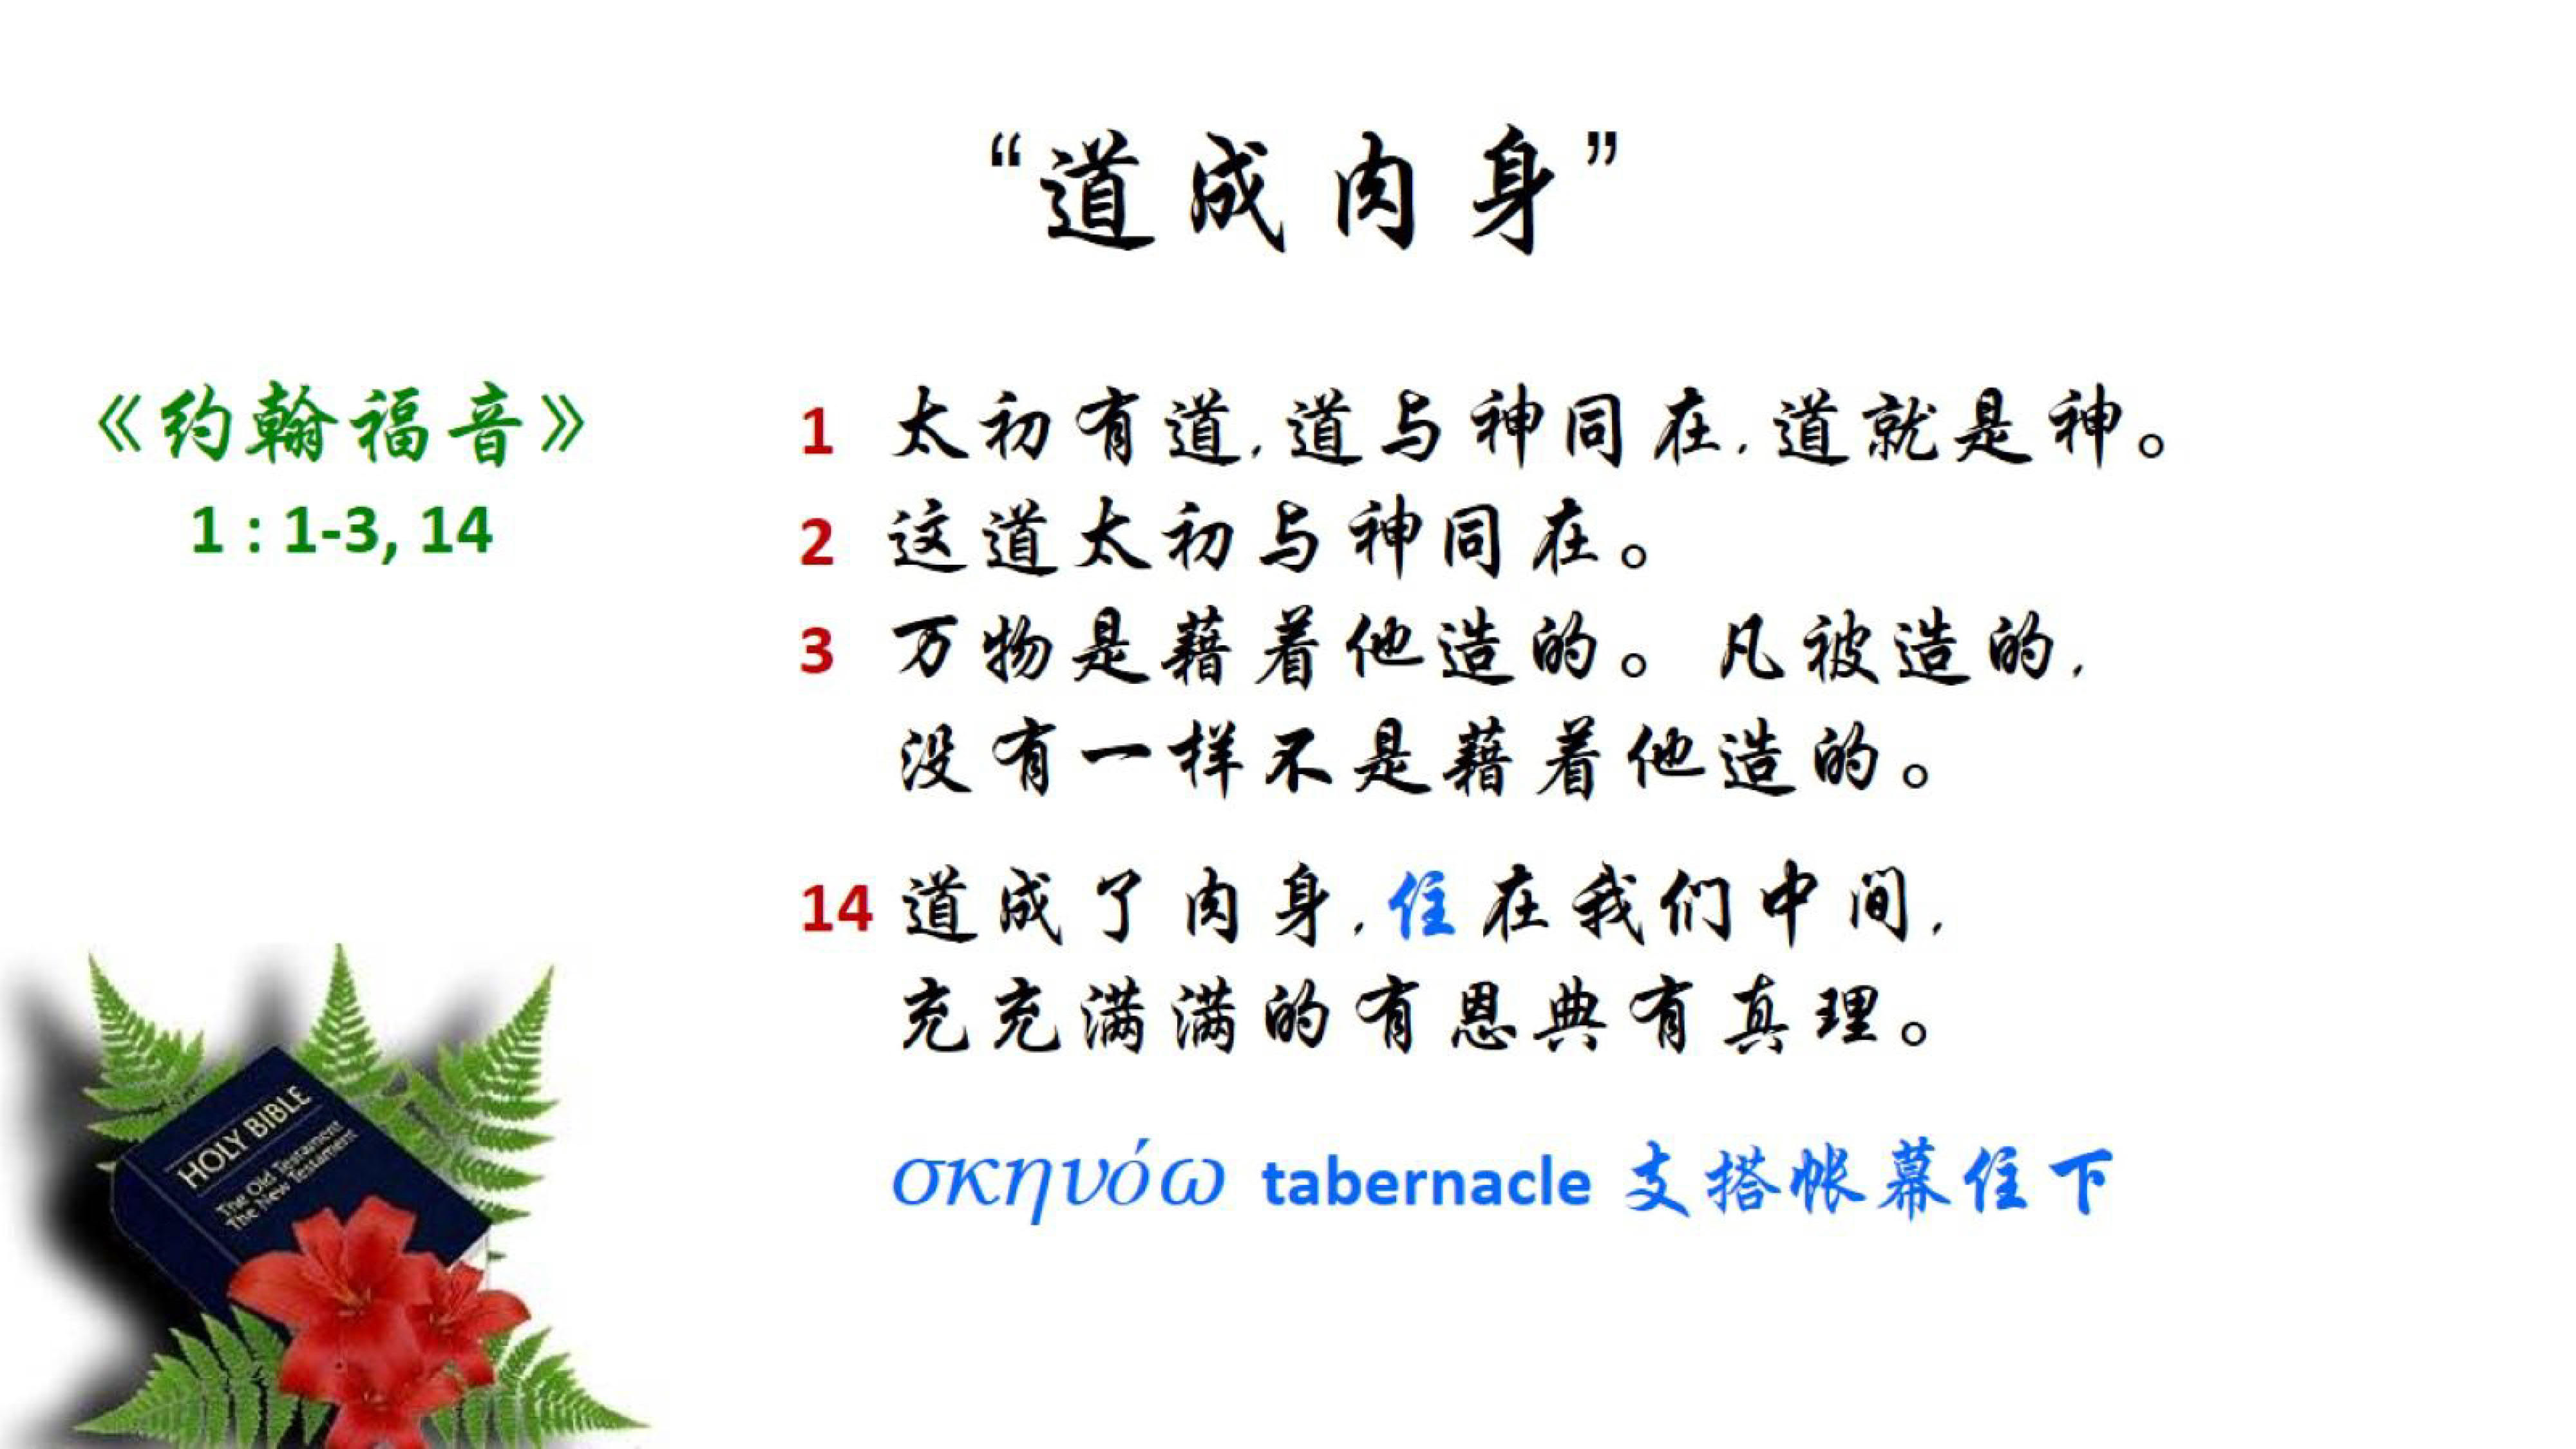 “道成肉身”
《约翰福音》
1 : 1-3, 14
1 太初有道,道与神同在,道就是神。
2 这道太初与神同在。
3 万物是藉着他造的。凡被造的,
没有一样不是藉着他造的。
14 道成了肉身,住在我们中间,
充充满满的有恩典有真理。
σκηνόω tabernacle 支搭帐幕住下
HOLY BIBLE
The Old Testament
The New Testament